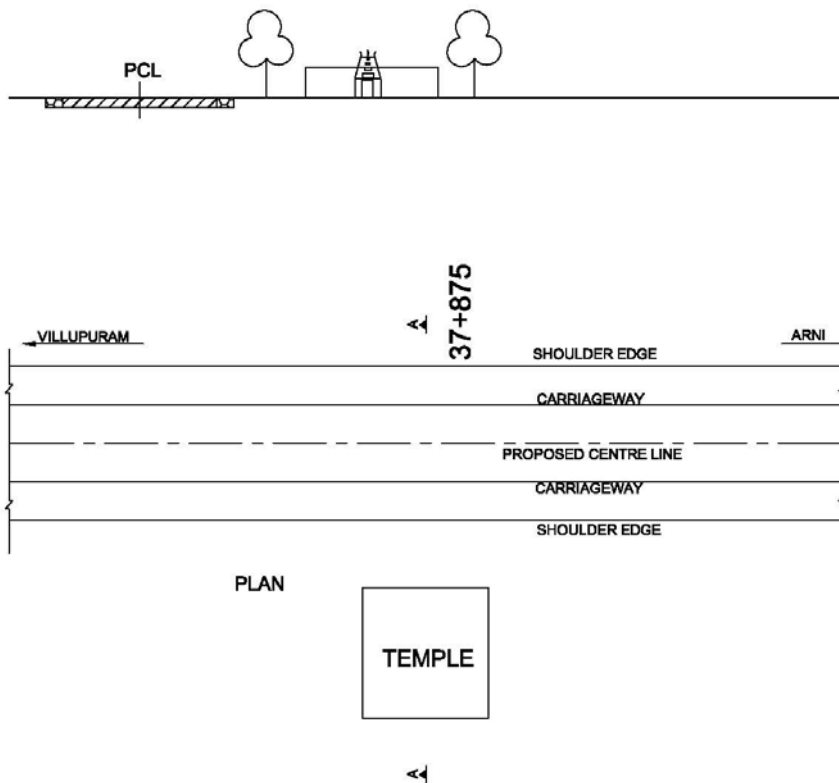 PCL
A
37+875
VILLUPURAM
ARNI
SHOULDER EDGE
CARRIAGEWAY
PROPOSED CENTRE LINE
CARRIAGEWAY
SHOULDER EDGE
PLAN
TEMPLE
A